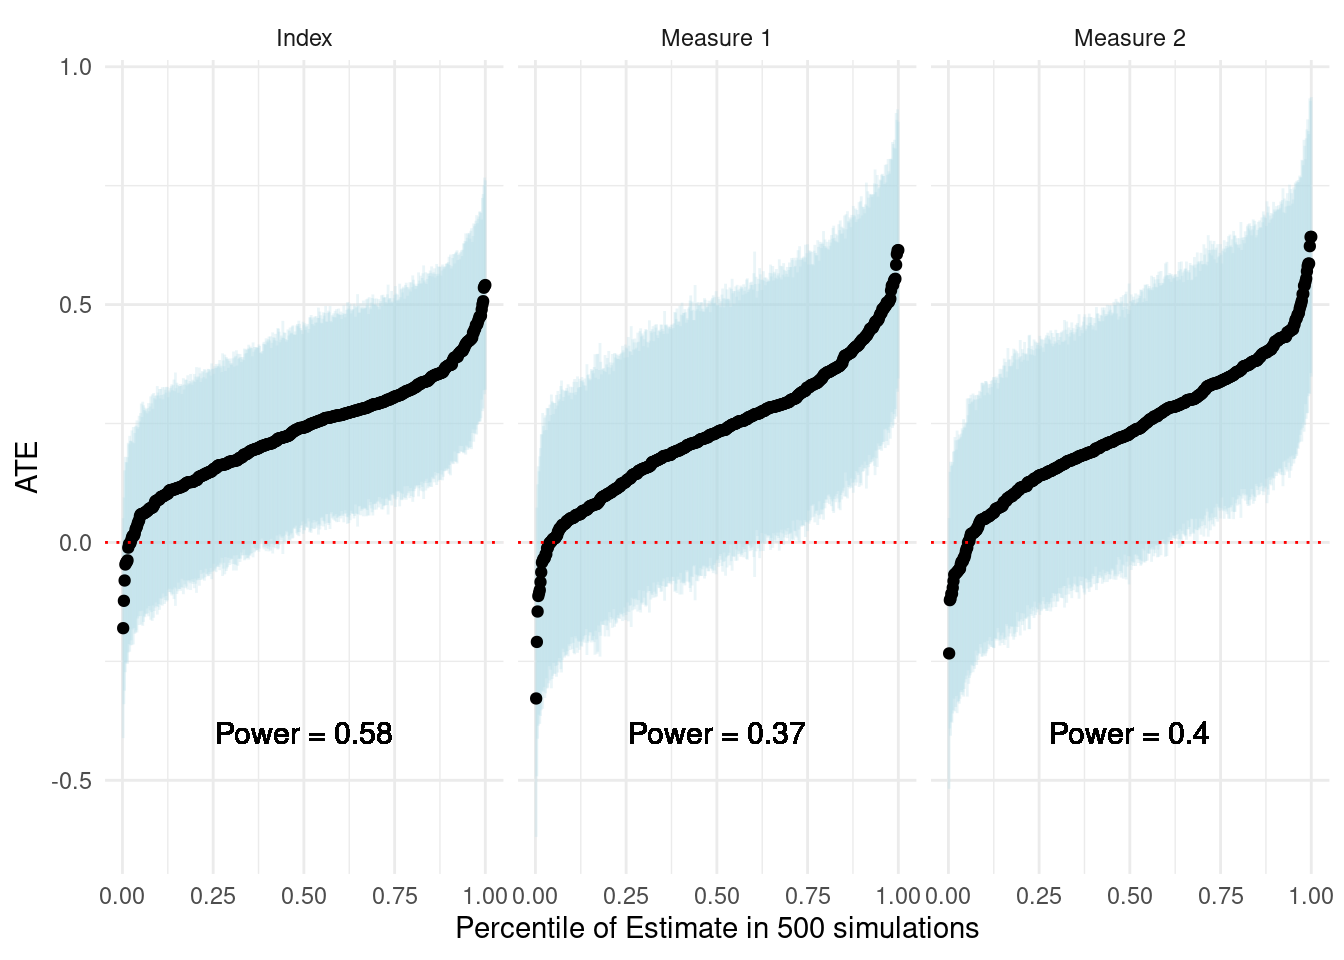 Index
Measure 1
Measure 2
1.0
0.5
0.0
-0.5
ATE
Power = 0.58
Power = 0.37
Power = 0.4
0.00 0.25 0.50 0.75 1.00
0.00 0.25 0.50 0.75 1.00
0.00 0.25 0.50 0.75 1.00
Percentile of Estimate in 500 simulations